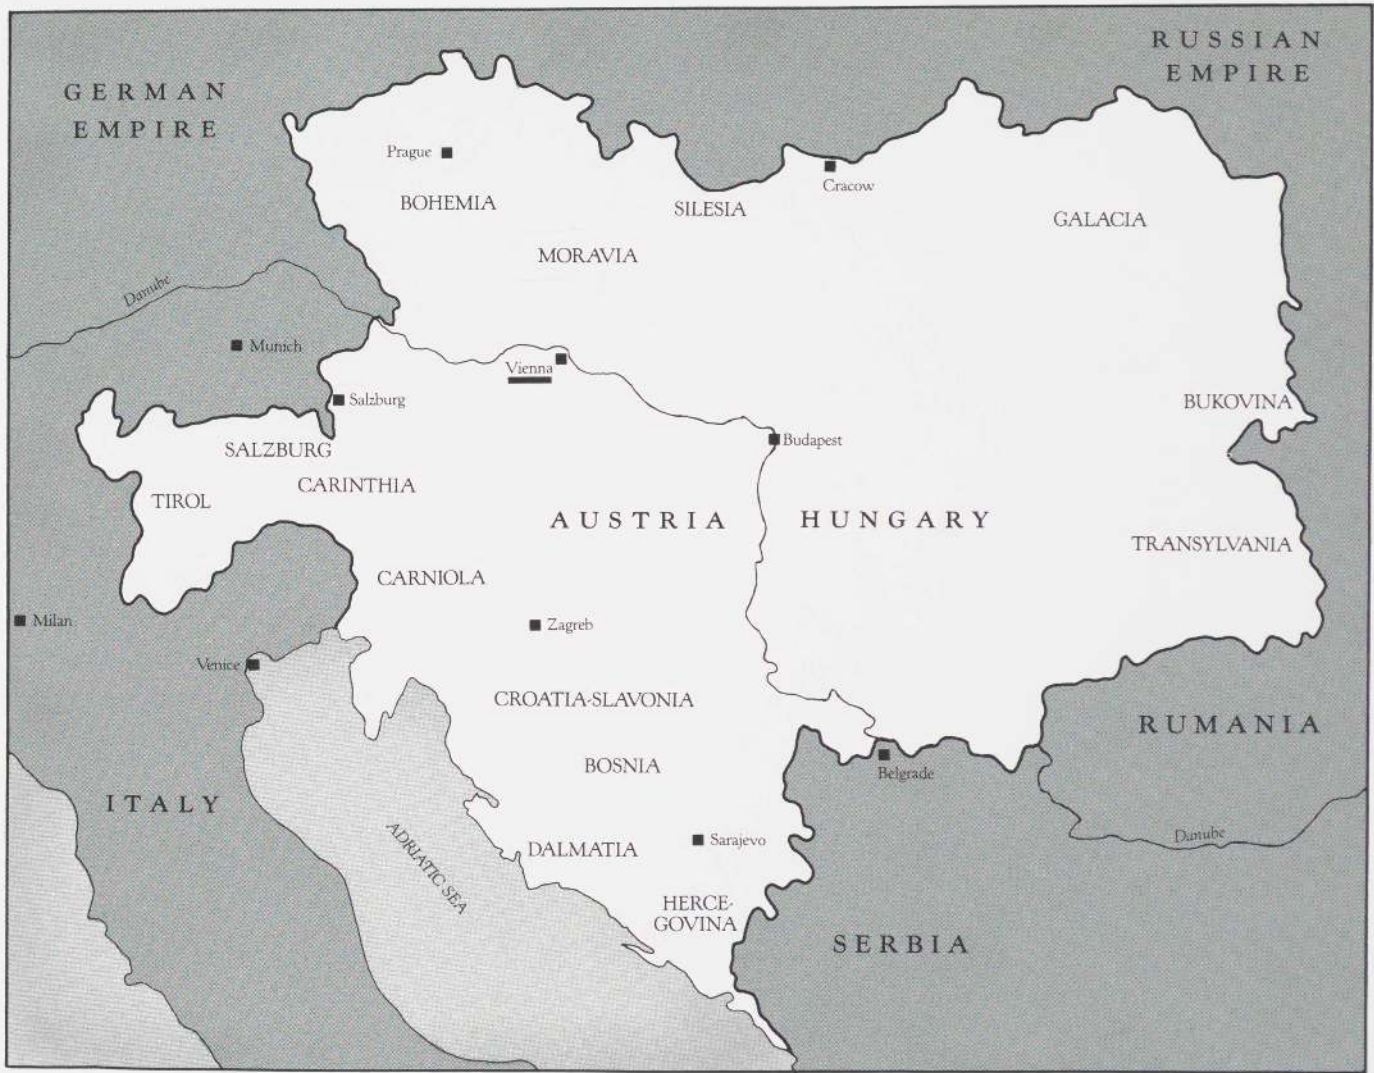 GERMAN
EMPIRE
RUSSIAN
EMPIRE
Prague
BOHEMIA
SILESIA
Cracow
GALACIA
MORAVIA
Danube
Munich
Vienna
Salzburg
BUKOVINA
Budapest
SALZBURG
CARINTHIA
TIROL
AUSTRIA
HUNGARY
TRANSYLVANIA
CARNIOLA
Milan
Zagreb
Venice
CROATIA-SLAVONIA
RUMANIA
BOSNIA
Belgrade
ITALY
ADRIATIC SEA
DALMATIA
Sarajevo
Danube
HERCE-
GOVINA
SERBIA